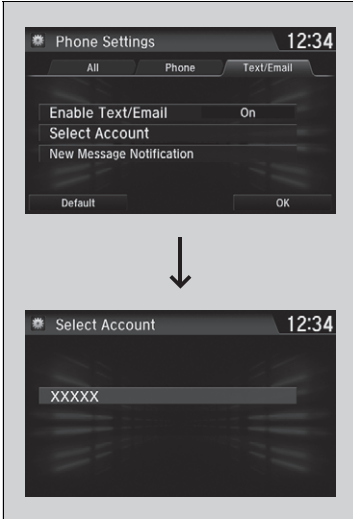 Phone Settings 12:34
All Phone Text/Email
Enable Text/Email On
Select Account
New Message Notification
Default OK
Select Account 12:34
XXXXX